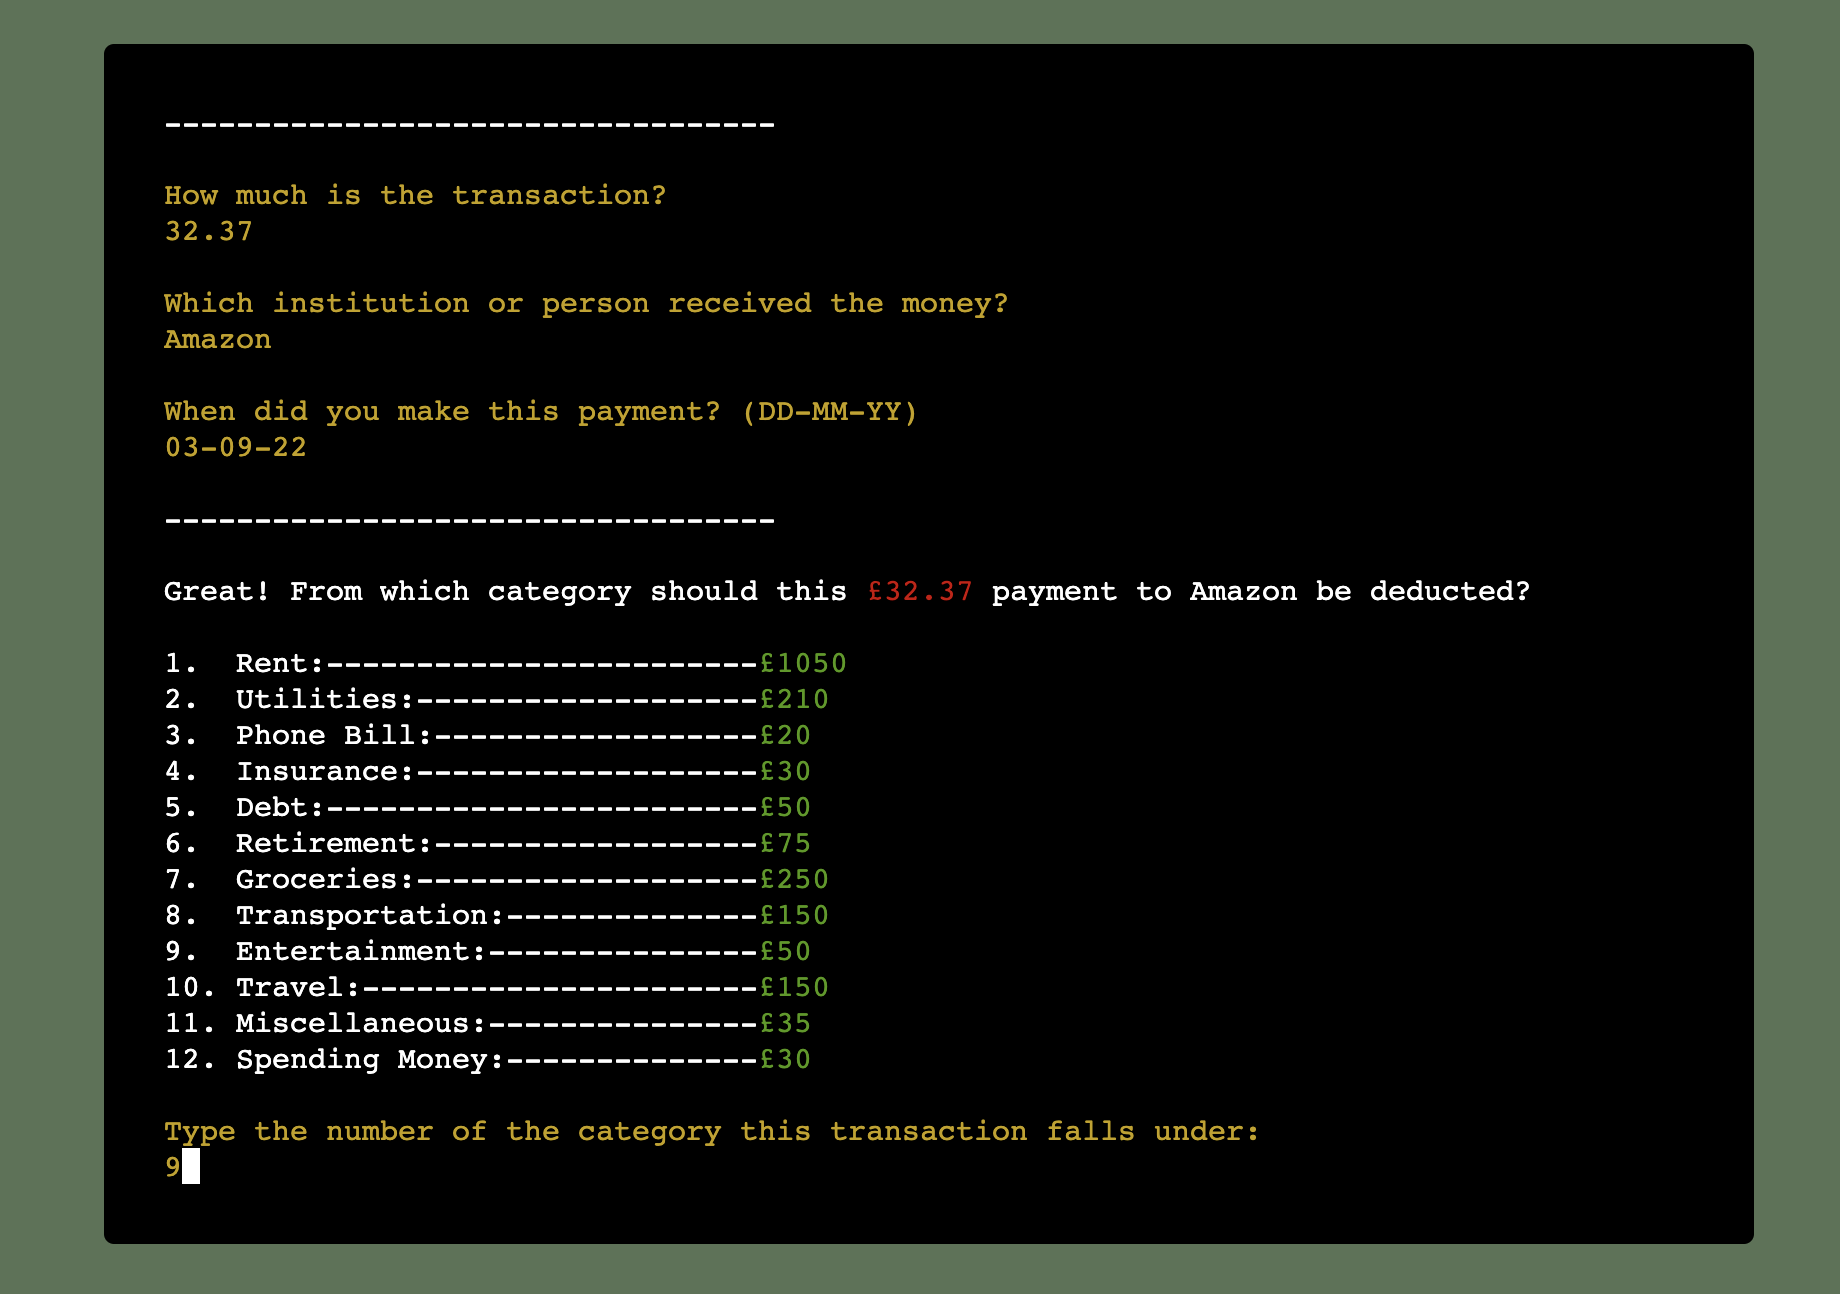 ----------------------------------
How much is the transaction?
32.37
Which institution or person received the money?
Amazon
When did you make this payment? (DD-MM-YY)
03-09-22
----------------------------------
Great! From which category should this £32.37 payment to Amazon be deducted?
1.  Rent:------------------------£1050
2.  Utilities:-------------------£210
3.  Phone Bill:------------------£20
4.  Insurance:-------------------£30
5.  Debt:------------------------£50
6.  Retirement:------------------£75
7.  Groceries:-------------------£250
8.  Transportation:--------------£150
9.  Entertainment:---------------£50
10. Travel:----------------------£150
11. Miscellaneous:---------------£35
12. Spending Money:--------------£30
Type the number of the category this transaction falls under:
9